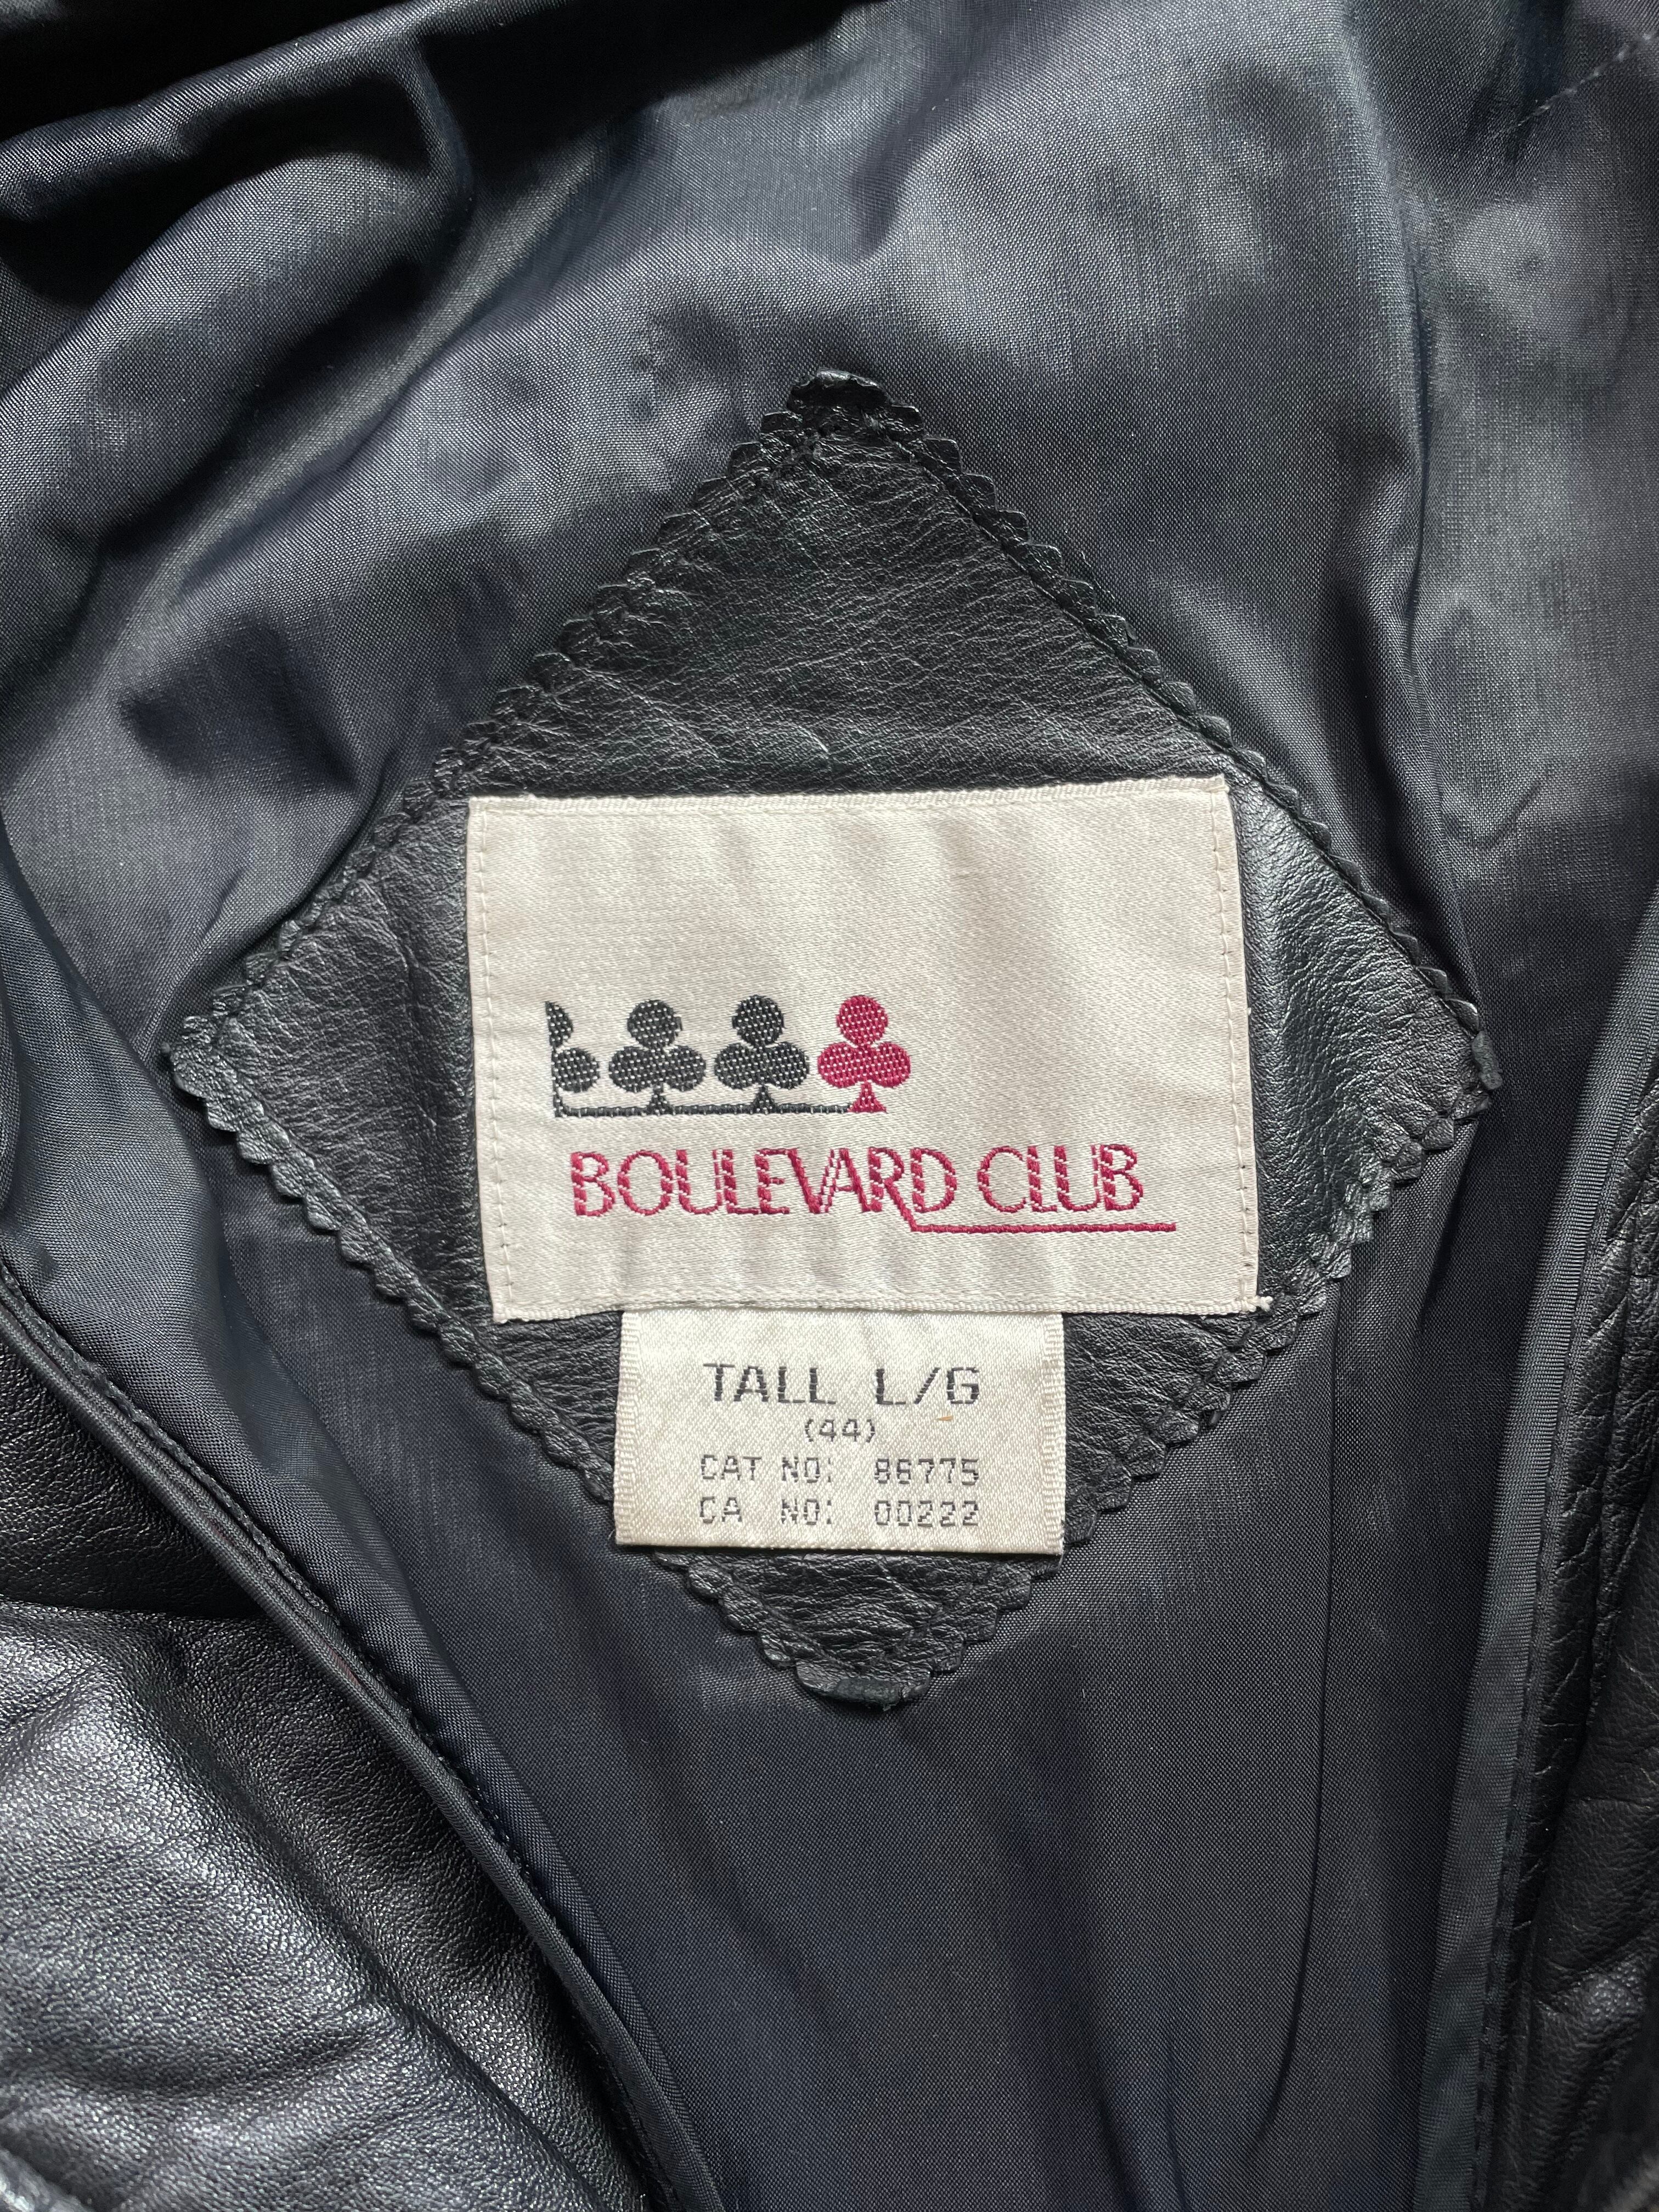 BOULEVARD CLUB
TALL L/G
(44)
CAT NO: 86775
CA NO: 00222